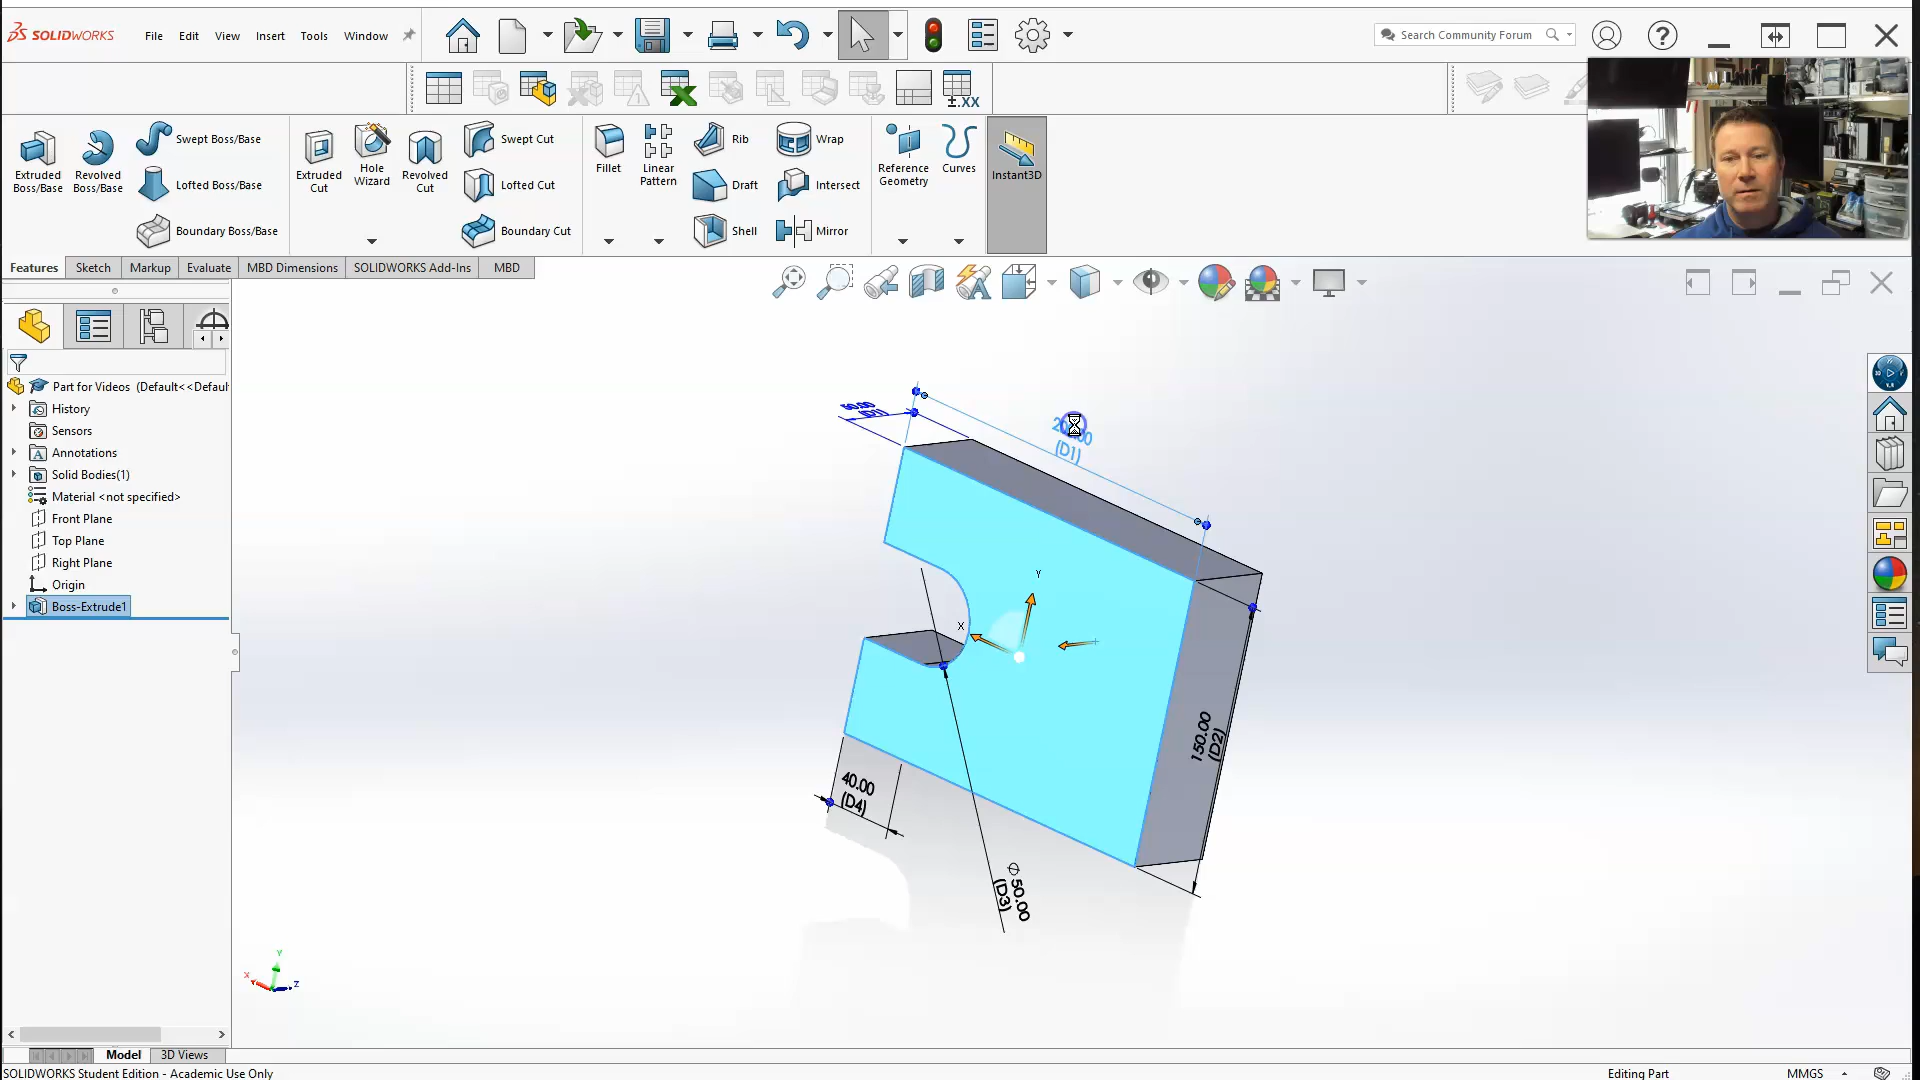 SOLIDWORKS
File Edit View Insert Tools Window
Search Community Forum
.XX
Extruded Boss/Base
Revolved Boss/Base
Swept Boss/Base
Lofted Boss/Base
Boundary Boss/Base
Extruded Cut
Hole Wizard
Revolved Cut
Swept Cut
Lofted Cut
Boundary Cut
Fillet
Linear Pattern
Rib
Draft
Shell
Wrap
Intersect
Mirror
Reference Geometry
Curves
Instant3D
Features Sketch Markup Evaluate MBD Dimensions SOLIDWORKS Add-Ins MBD
Part for Videos (Default<<Defaul
History
Sensors
Annotations
Solid Bodies(1)
Material <not specified>
Front Plane
Top Plane
Right Plane
Origin
Boss-Extrude1
50.00
(D1)
(D1)
Y
X
150.00
(D2)
40.00
(D4)
∅ 50.00
(D3)
Y
X
Z
Model 3D Views
SOLIDWORKS Student Edition - Academic Use Only
Editing Part
MMGS